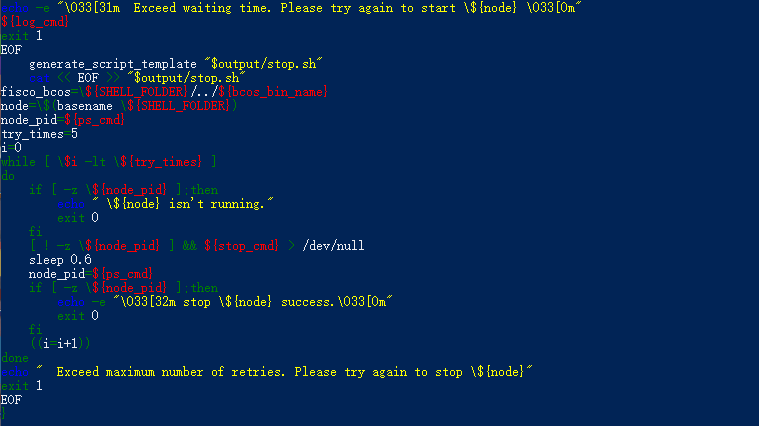 echo -e "\033[31m  Exceed waiting time. Please try again to start \${node} \033[0m"
${log_cmd}
exit 1
EOF
    generate_script_template "$output/stop.sh"
    cat << EOF >> "$output/stop.sh"
fisco_bcos=\${SHELL_FOLDER}/../${bcos_bin_name}
node=\$(basename \${SHELL_FOLDER})
node_pid=${ps_cmd}
try_times=5
i=0
while [ \$i -lt \${try_times} ]
do
    if [ -z \${node_pid} ];then
        echo " \${node} isn't running."
        exit 0
    fi
    [ ! -z \${node_pid} ] && ${stop_cmd} > /dev/null
    sleep 0.6
    node_pid=${ps_cmd}
    if [ -z \${node_pid} ];then
        echo -e "\033[32m stop \${node} success.\033[0m"
        exit 0
    fi
    ((i=i+1))
done
echo "  Exceed maximum number of retries. Please try again to stop \${node}"
exit 1
EOF
}